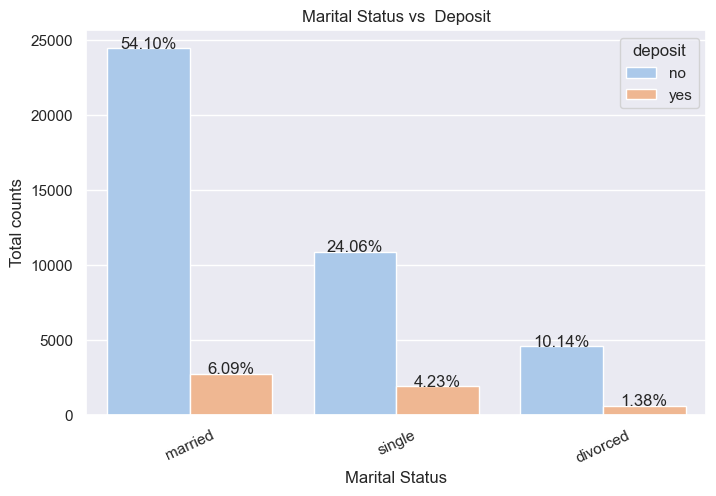 Marital Status vs  Deposit
deposit
no
yes
Total counts
25000
20000
15000
10000
5000
0
54.10%
6.09%
24.06%
4.23%
10.14%
1.38%
married
single
divorced
Marital Status